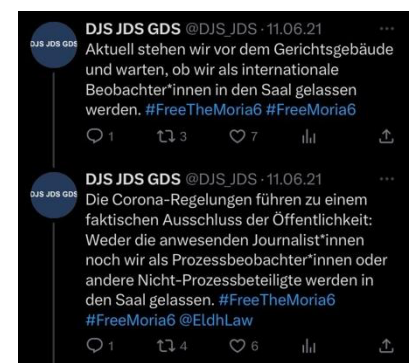 DJS JDS GDS
DJS JDS GDS @DJS_JDS · 11.06.21
Aktuell stehen wir vor dem Gerichtsgebäude
und warten, ob wir als internationale
Beobachter*innen in den Saal gelassen
werden. #FreeTheMoria6 #FreeMoria6
1 3 7
DJS JDS GDS
DJS JDS GDS @DJS_JDS · 11.06.21
Die Corona-Regelungen führen zu einem
faktischen Ausschluss der Öffentlichkeit:
Weder die anwesenden Journalist*innen
noch wir als Prozessbeobachter*innen oder
andere Nicht-Prozessbeteiligte werden in
den Saal gelassen. #FreeTheMoria6
#FreeMoria6 @EldhLaw
1 4 6